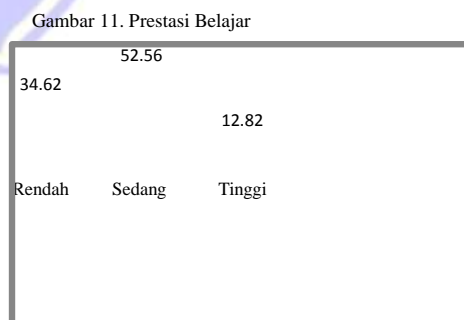 Gambar 11. Prestasi Belajar
52.56
34.62
12.82
Rendah Sedang Tinggi